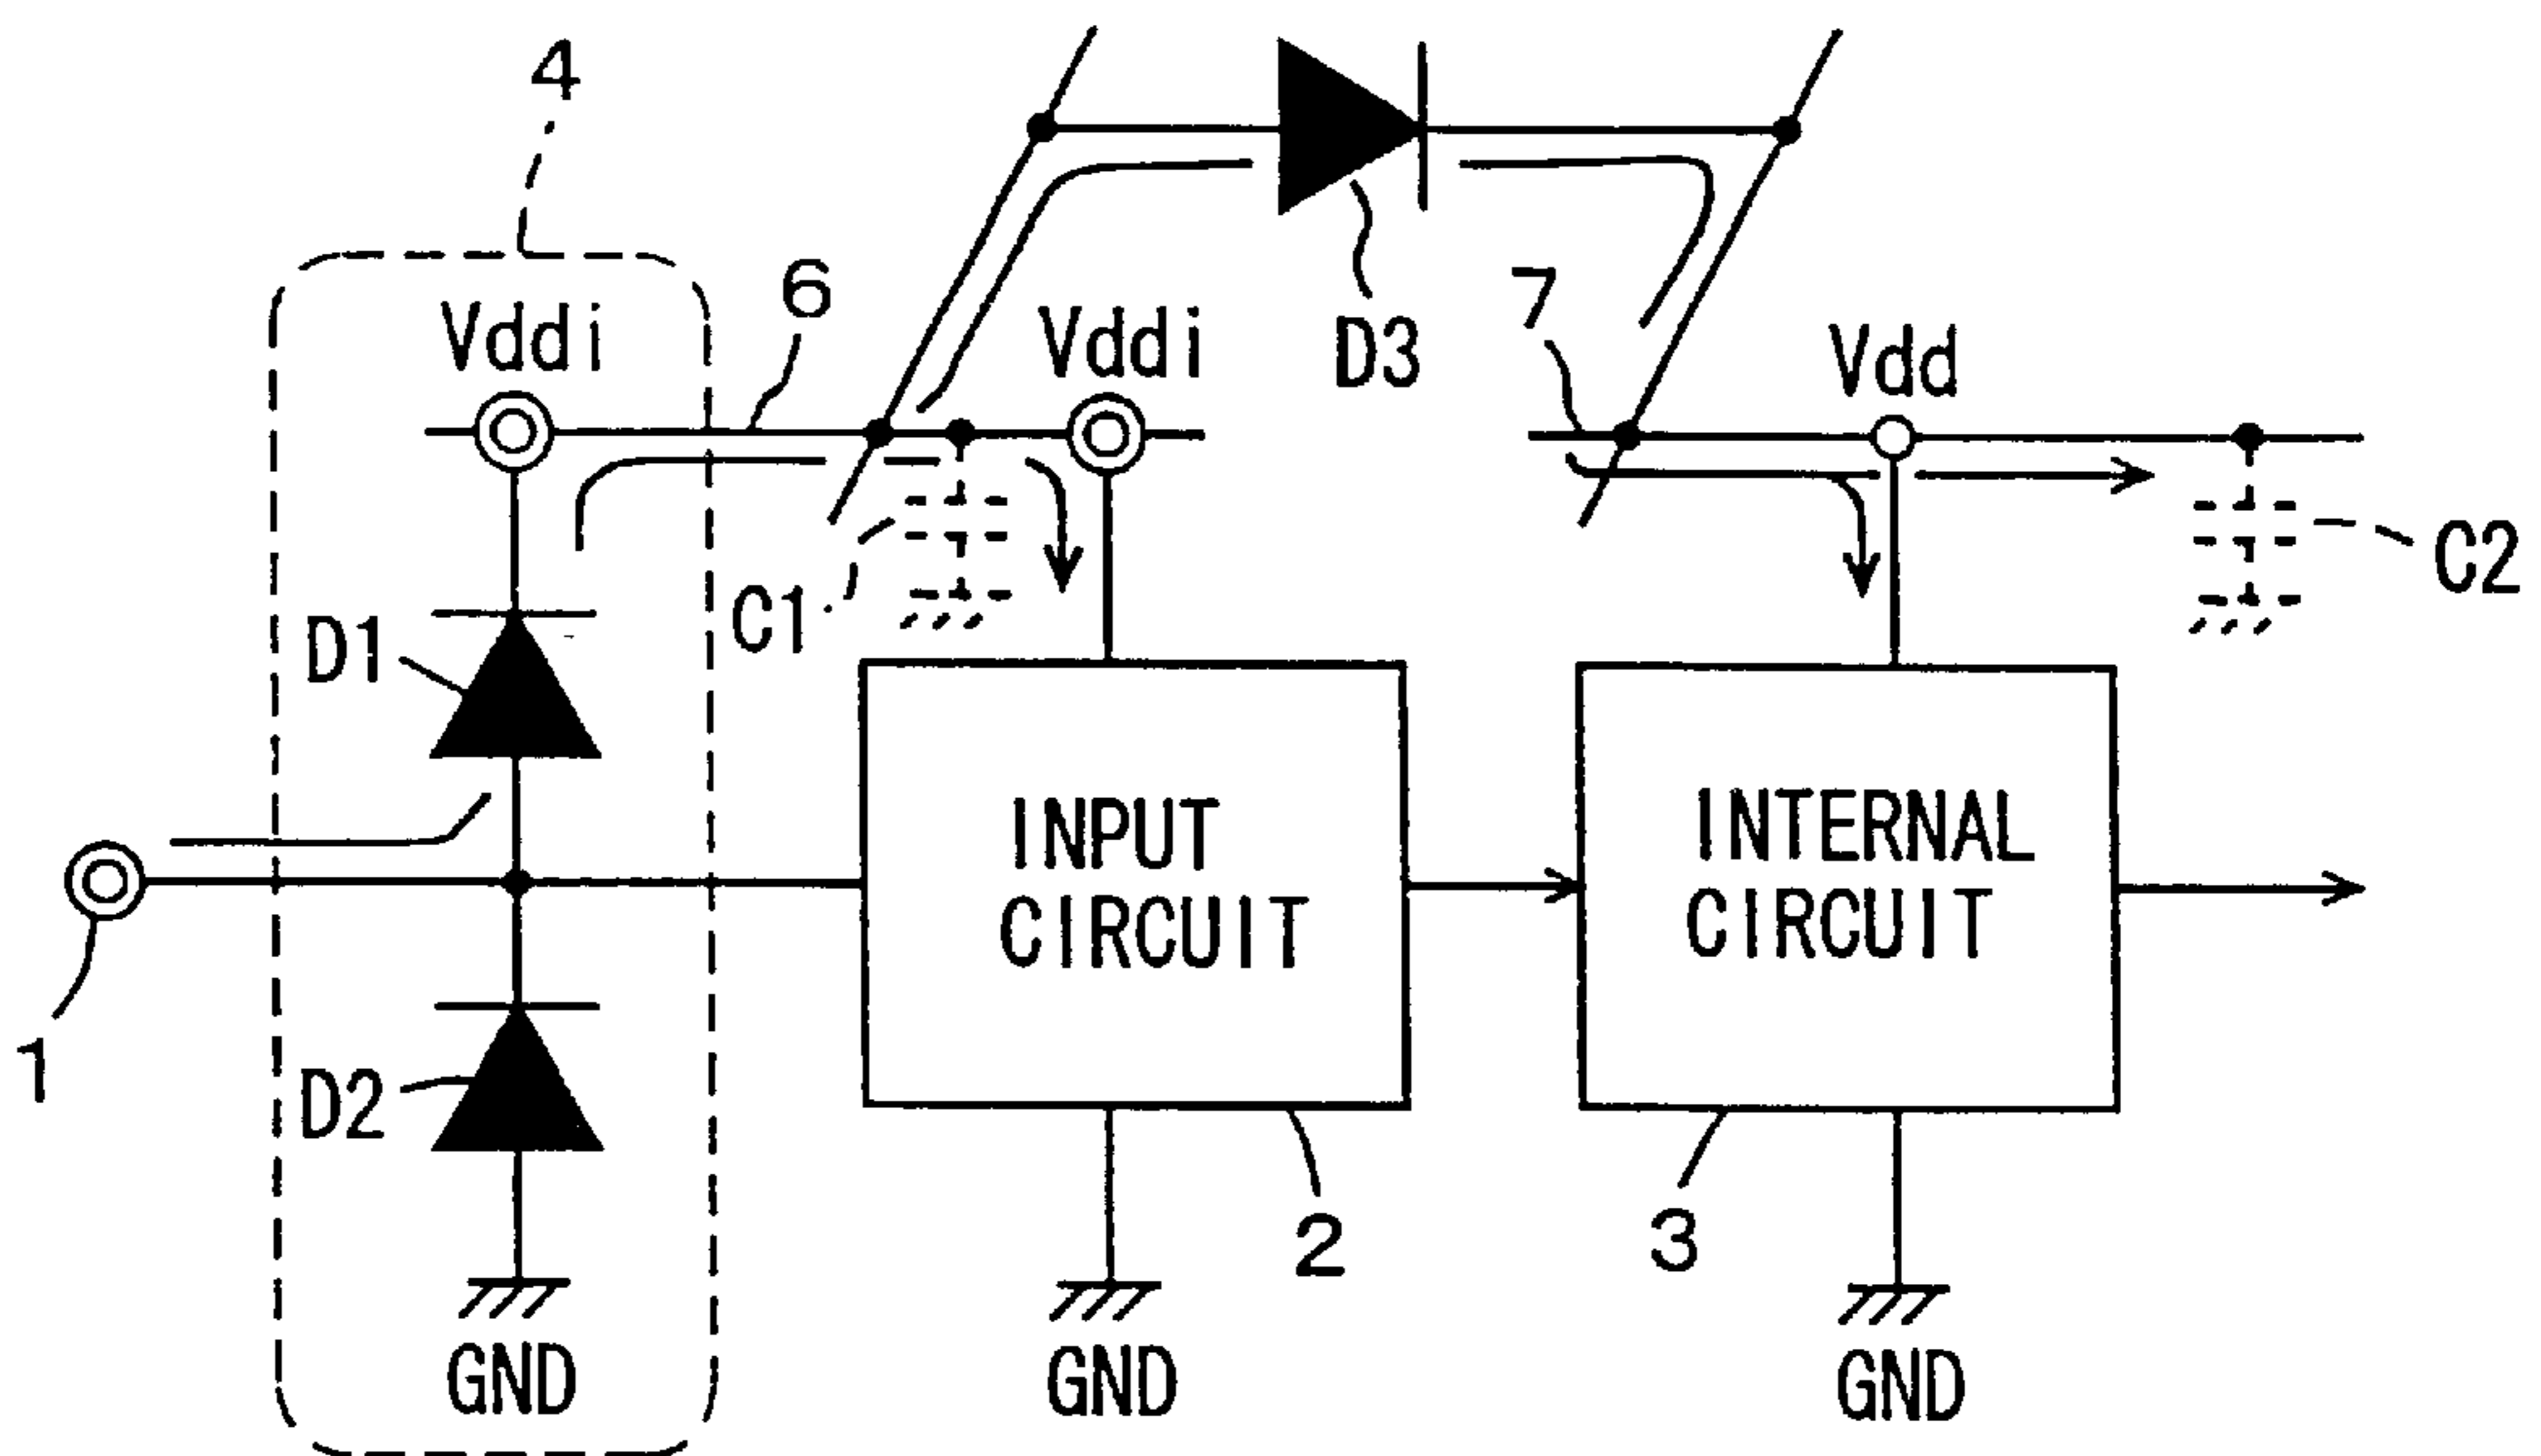 4
6
7
Vddi
Vddi
D3
Vdd
C1
C2
D1
INPUT
CIRCUIT
INTERNAL
CIRCUIT
1
D2
2
3
GND
GND
GND